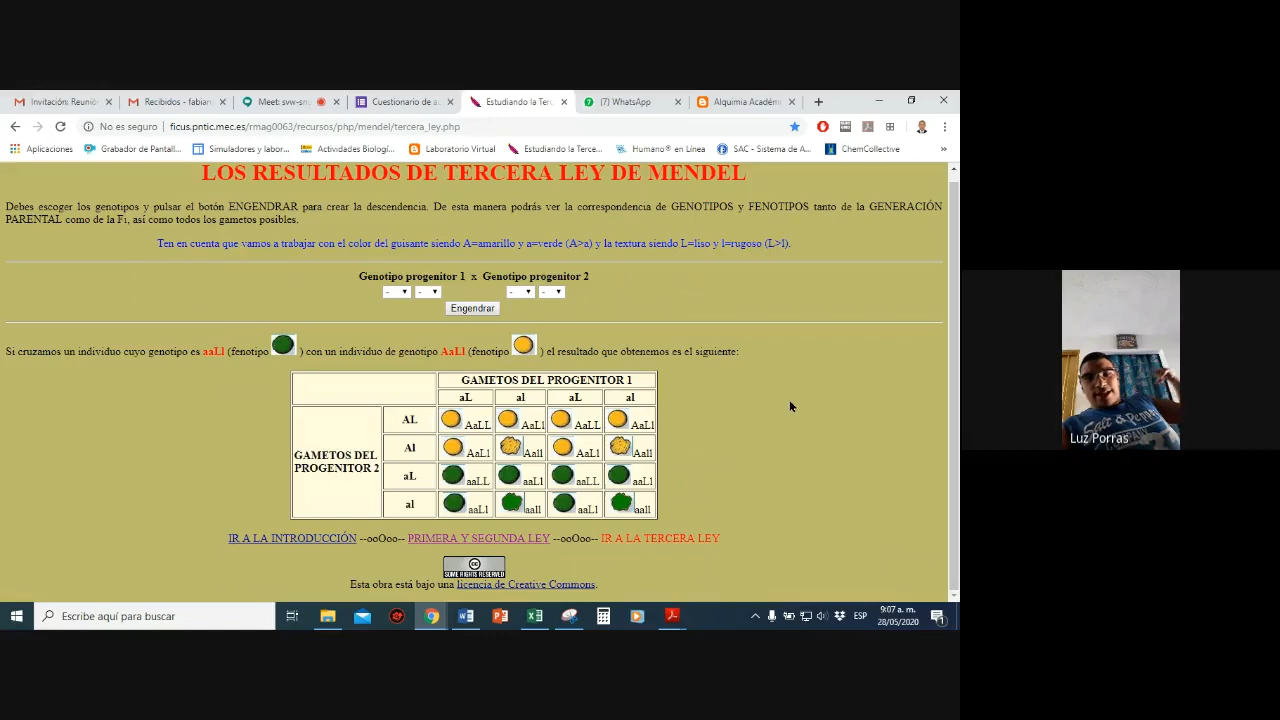 Invitación: Reunió
Recibidos - fabian
Meet: svw-sn
Cuestionario de a
Estudiando la Terc
(7) WhatsApp
Alquimia Académ
No es seguro
ficus.pntic.mec.es/rmag0063/recursos/php/mendel/tercera_ley.php
Aplicaciones
Grabador de Pantall...
Simuladores y labor...
Actividades Biologí...
Laboratorio Virtual
Estudiando la Terce...
Humano® en Línea
SAC - Sistema de A...
ChemCollective
LOS RESULTADOS DE TERCERA LEY DE MENDEL
Debes escoger los genotipos y pulsar el botón ENGENDRAR para crear la descendencia. De esta manera podrás ver la correspondencia de GENOTIPOS y FENOTIPOS tanto de la GENERACIÓN
PARENTAL como de la F1, así como todos los gametos posibles.
Ten en cuenta que vamos a trabajar con el color del guisante siendo A=amarillo y a=verde (A>a) y la textura siendo L=liso y l=rugoso (L>l).
Genotipo progenitor 1 x Genotipo progenitor 2
- - - -
Engendrar
Si cruzamos un individuo cuyo genotipo es aaLl (fenotipo ) con un individuo de genotipo AaLl (fenotipo ) el resultado que obtenemos es el siguiente:
GAMETOS DEL PROGENITOR 1
aL al aL al
GAMETOS DEL
PROGENITOR 2
AL AaLL AaLl AaLL AaLl
Al AaLl Aall AaLl Aall
aL aaLL aaLl aaLL aaLl
al aaLl aall aaLl aall
IR A LA INTRODUCCIÓN --ooOoo-- PRIMERA Y SEGUNDA LEY --ooOoo-- IR A LA TERCERA LEY
SOME RIGHTS RESERVED
Esta obra está bajo una licencia de Creative Commons.
Luz Porras
Escribe aquí para buscar
ESP
9:07 a. m.
28/05/2020